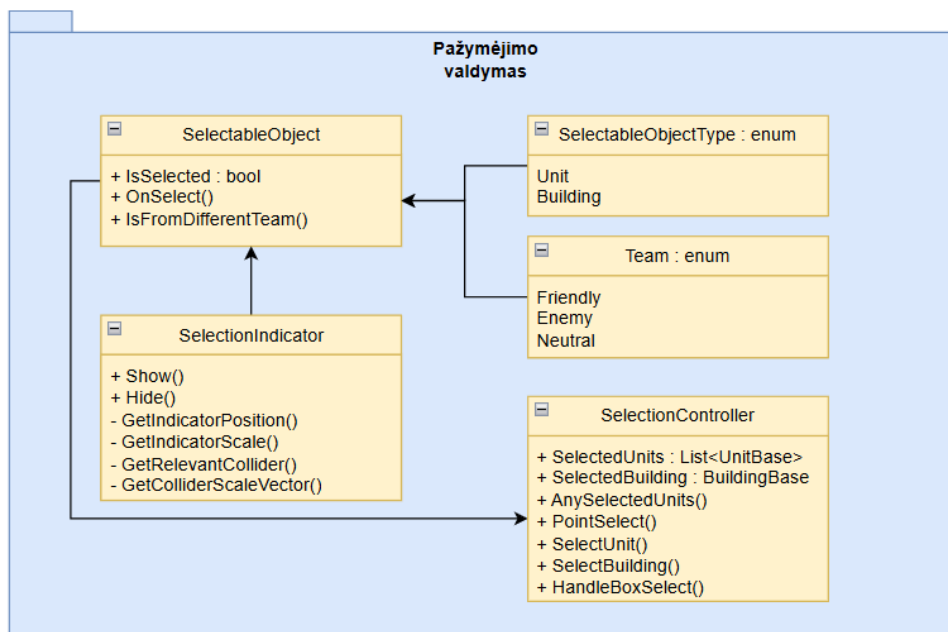 Pažymėjimo
valdymas
SelectableObject
+ IsSelected : bool
+ OnSelect()
+ IsFromDifferentTeam()
SelectableObjectType : enum
Unit
Building
Team : enum
Friendly
Enemy
Neutral
SelectionIndicator
+ Show()
+ Hide()
- GetIndicatorPosition()
- GetIndicatorScale()
- GetRelevantCollider()
- GetColliderScaleVector()
SelectionController
+ SelectedUnits : List<UnitBase>
+ SelectedBuilding : BuildingBase
+ AnySelectedUnits()
+ PointSelect()
+ SelectUnit()
+ SelectBuilding()
+ HandleBoxSelect()